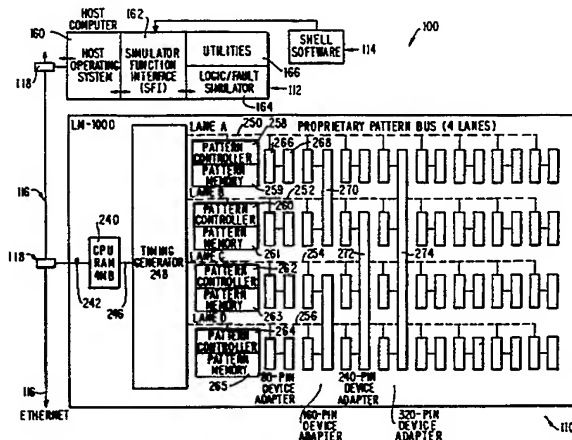 HOST COMPUTER
160
162
100
HOST OPERATING SYSTEM
SIMULATOR FUNCTION INTERFACE (SFI)
UTILITIES
LOGIC/FAULT SIMULATOR
SHELL SOFTWARE
114
118
166
112
164
LM-1000
LANE A
250
258
PROPRIETARY PATTERN BUS (4 LANES)
PATTERN CONTROLLER
PATTERN MEMORY
266
268
259
270
LANE B
252
260
PATTERN CONTROLLER
PATTERN MEMORY
261
116
240
CPU RAM 4MB
TIMING GENERATOR
248
LANE C
254
272
274
262
PATTERN CONTROLLER
PATTERN MEMORY
263
118
242
246
LANE D
256
264
PATTERN CONTROLLER
PATTERN MEMORY
265
80-PIN DEVICE ADAPTER
240-PIN DEVICE ADAPTER
160-PIN DEVICE ADAPTER
320-PIN DEVICE ADAPTER
116
ETHERNET
110